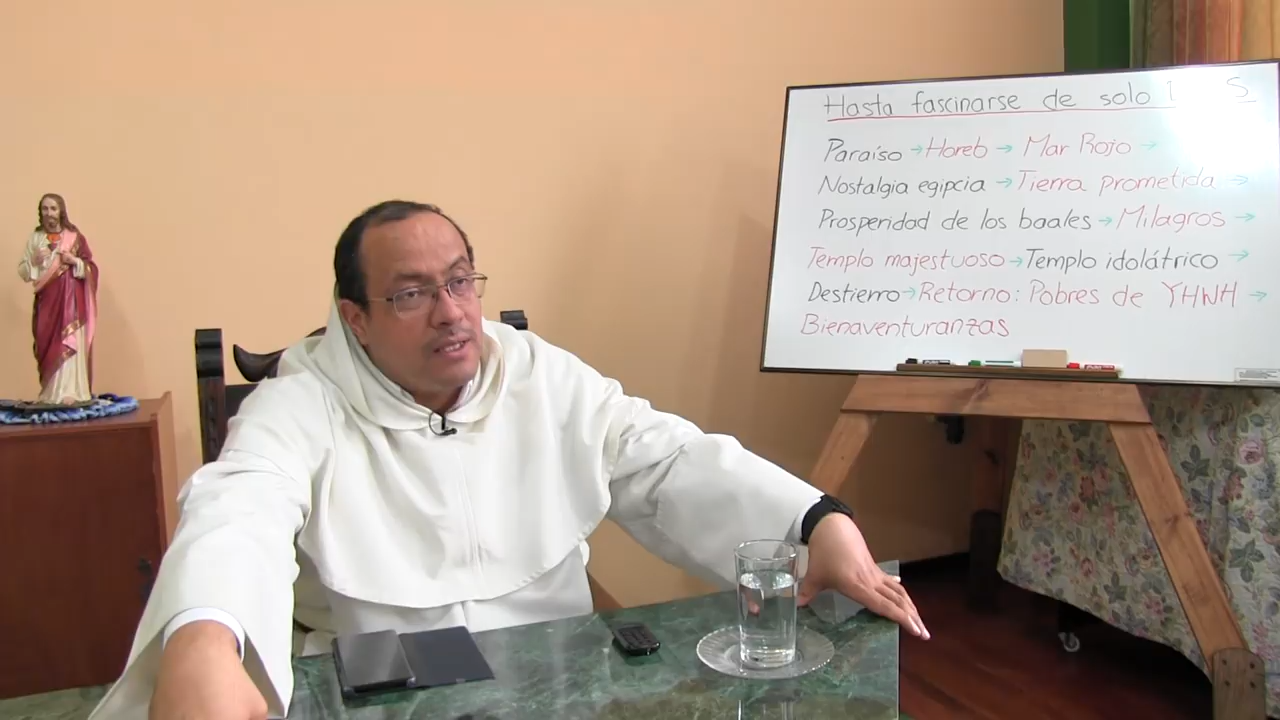 Hasta fascinarse de solo
Paraíso → Horeb → Mar Rojo →
Nostalgia egipcia → Tierra prometida →
Prosperidad de los baales → Milagros →
Templo majestuoso → Templo idolátrico →
Destierro → Retorno: Pobres de YHWH →
Bienaventuranzas